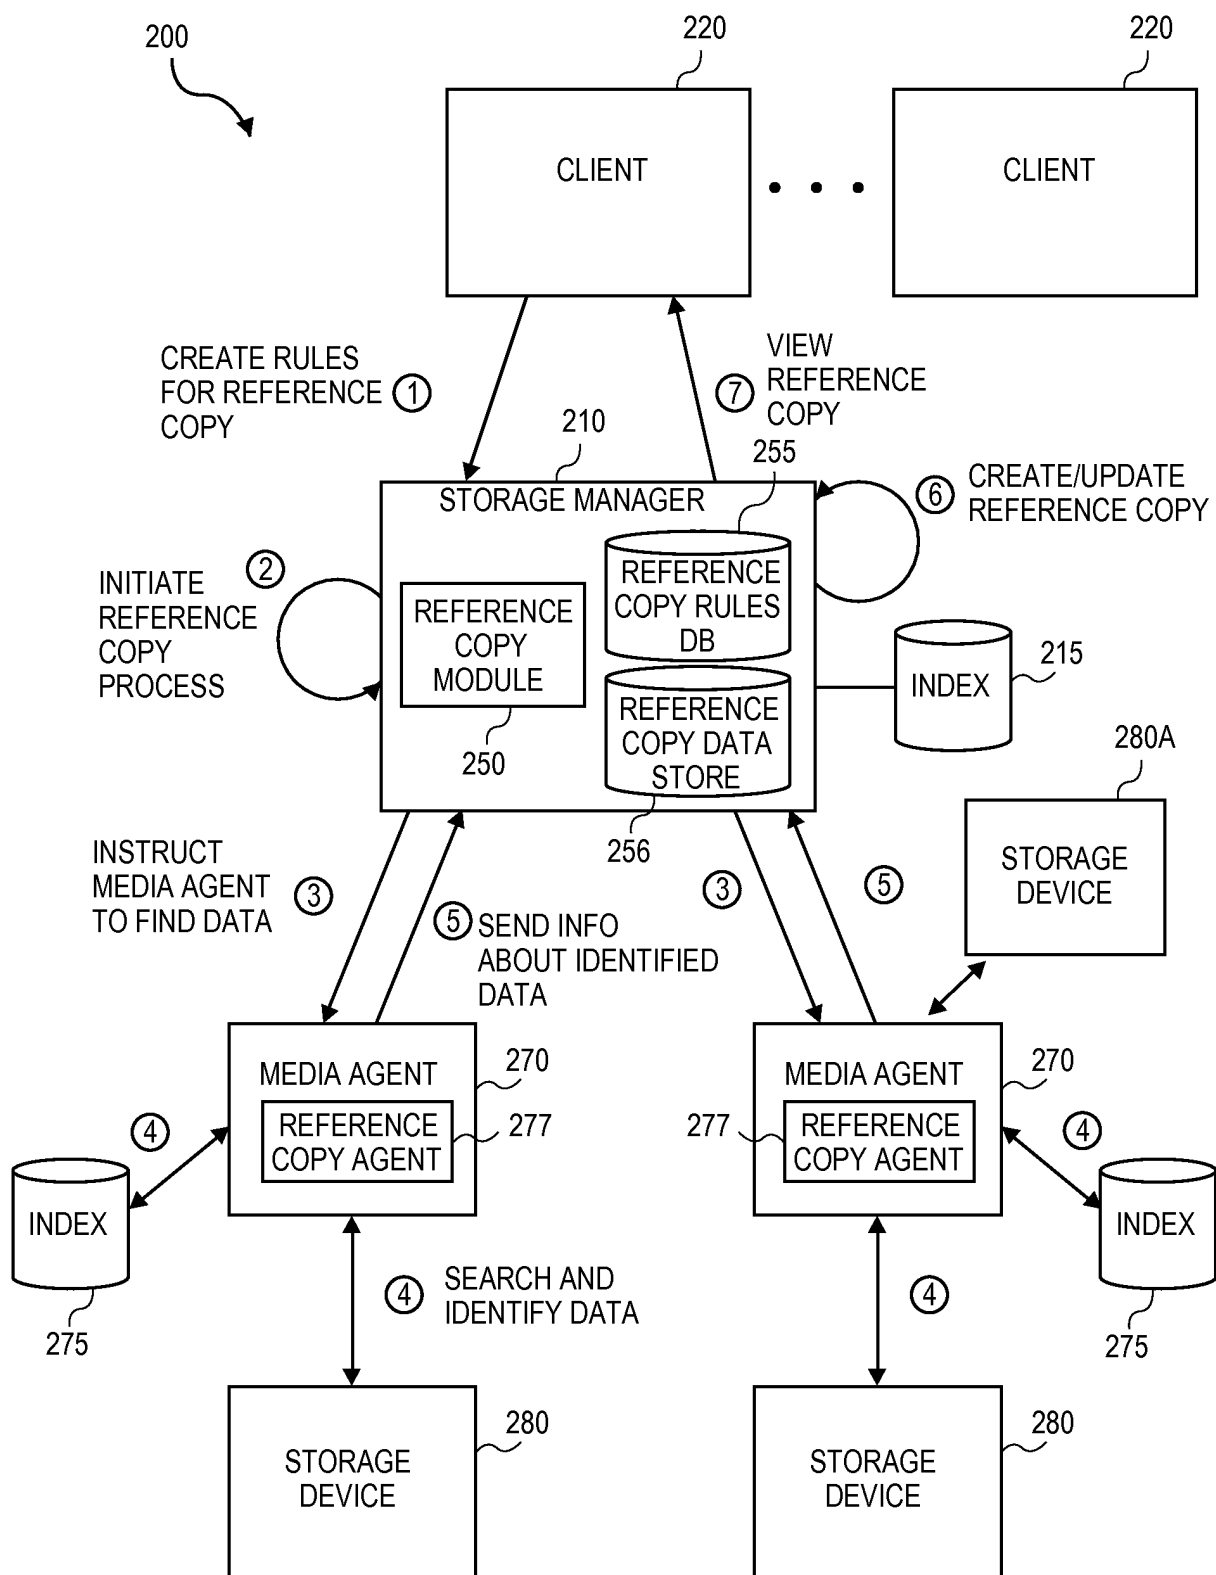 200
220
220
CLIENT
CLIENT
CREATE RULES
FOR REFERENCE
COPY
1
7
VIEW
REFERENCE
COPY
210
255
STORAGE MANAGER
6
CREATE/UPDATE
REFERENCE COPY
2
INITIATE
REFERENCE
COPY
PROCESS
REFERENCE
COPY
MODULE
250
REFERENCE
COPY RULES
DB
REFERENCE
COPY DATA
STORE
256
INDEX
215
280A
STORAGE
DEVICE
INSTRUCT
MEDIA AGENT
TO FIND DATA
3
5
SEND INFO
ABOUT IDENTIFIED
DATA
3
5
MEDIA AGENT
270
REFERENCE
COPY AGENT
277
MEDIA AGENT
270
277
REFERENCE
COPY AGENT
4
INDEX
275
4
INDEX
275
4
SEARCH AND
IDENTIFY DATA
4
280
STORAGE
DEVICE
280
STORAGE
DEVICE